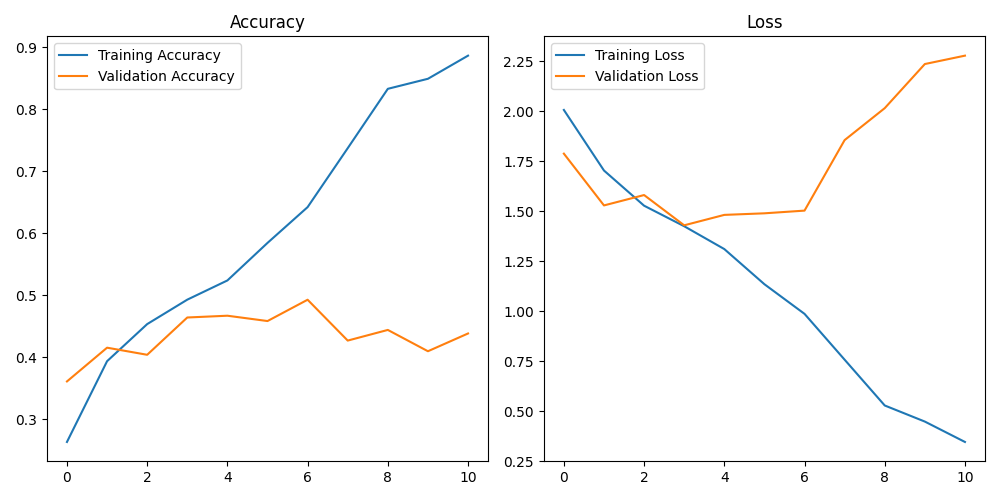 Accuracy
Training Accuracy
Validation Accuracy
0.9
0.8
0.7
0.6
0.5
0.4
0.3
0 2 4 6 8 10
Loss
Training Loss
Validation Loss
2.25
2.00
1.75
1.50
1.25
1.00
0.75
0.50
0.25
0 2 4 6 8 10